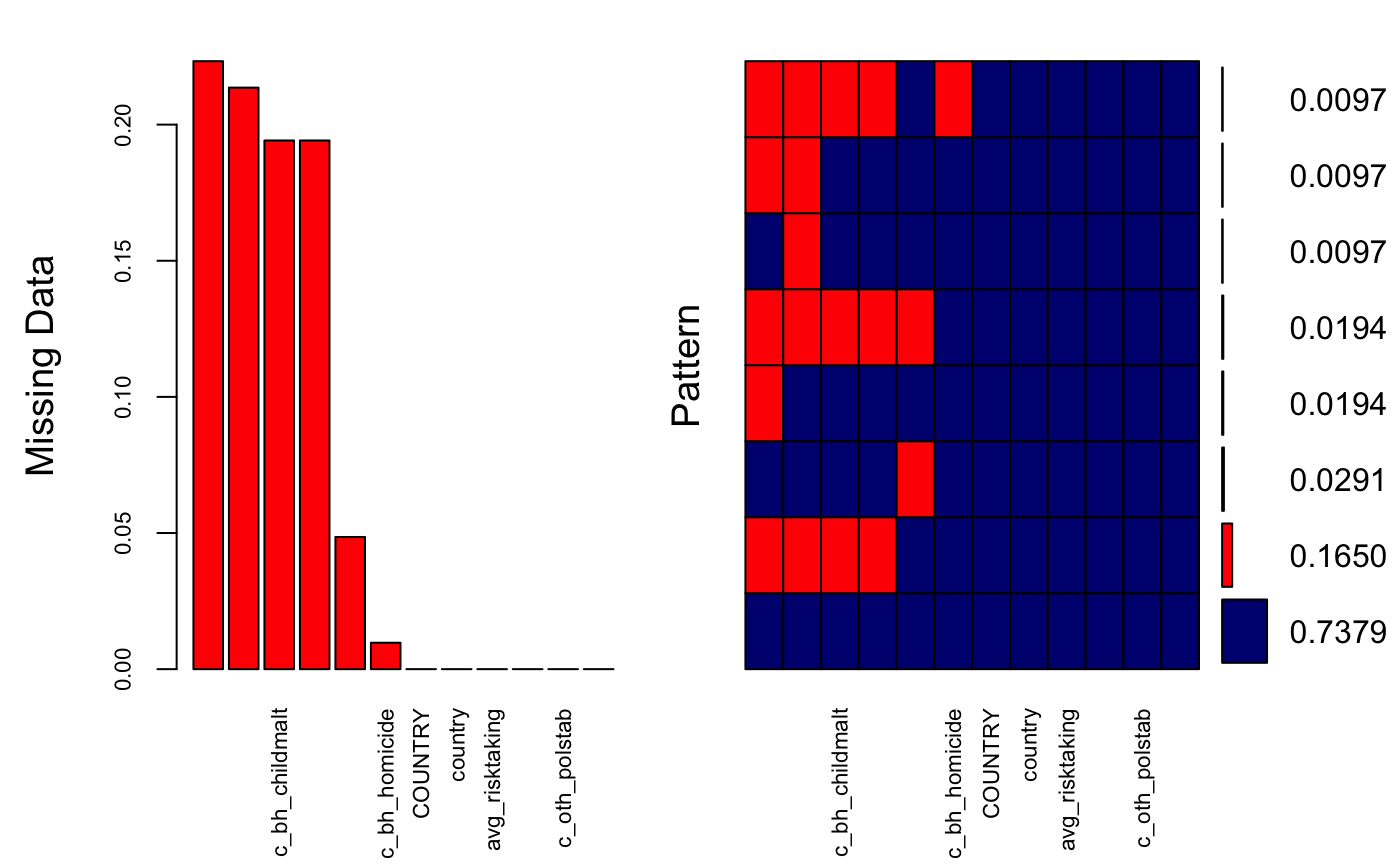 Missing Data
0.20
0.15
0.10
0.05
0.00
c_bh_childmalt
c_bh_homicide
COUNTRY
country
avg_risktaking
c_oth_polstab
Pattern
c_bh_childmalt
c_bh_homicide
COUNTRY
country
avg_risktaking
c_oth_polstab
0.0097
0.0097
0.0097
0.0194
0.0194
0.0291
0.1650
0.7379